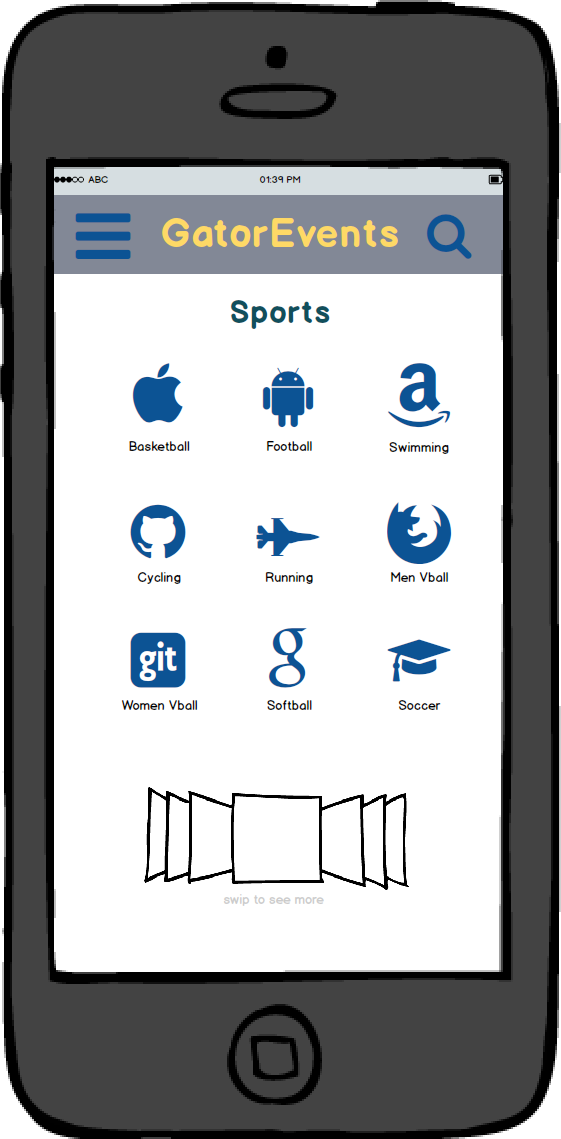 ABC 01:39 PM
GatorEvents
Sports
a
Basketball Football Swimming
Cycling Running Men Vball
git g
Women Vball Softball Soccer
swip to see more